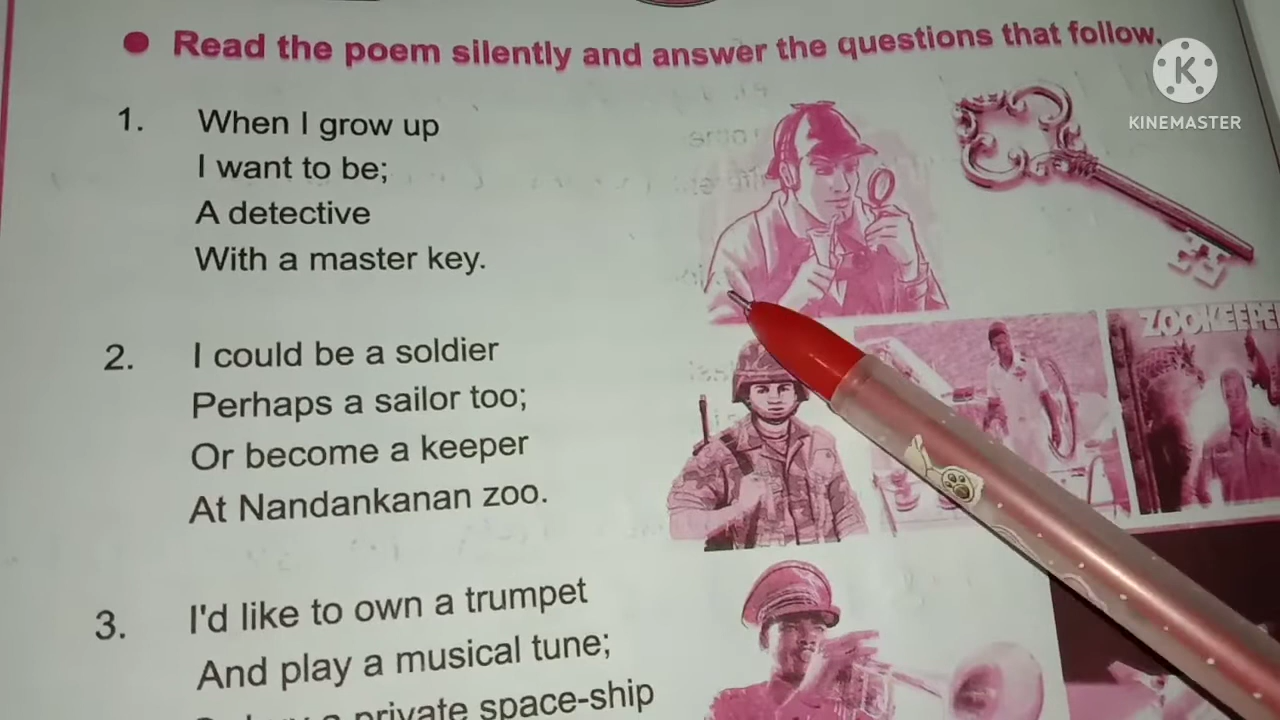 Read the poem silently and answer the questions that follow.
KINEMASTER
1. When I grow up
I want to be;
A detective
With a master key.
2. I could be a soldier
Perhaps a sailor too;
Or become a keeper
At Nandankanan zoo.
ZOOKEEPE
3. I'd like to own a trumpet
And play a musical tune;
a private space-ship